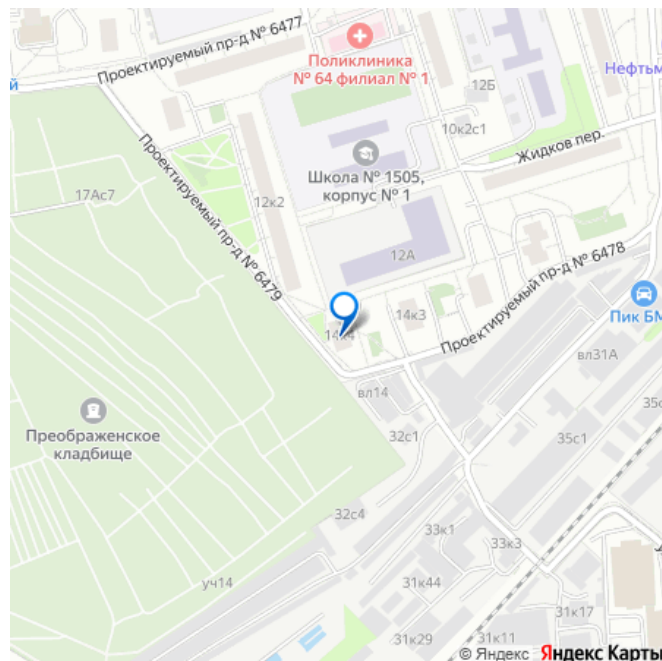 Проектируемый пр-д № 6477
Поликлиника
№ 64 филиал № 1
12Б
Нефтьм
ий
10к2с1
Жидков пер.
Школа № 1505,
корпус № 1
17Ас7
12к2
Проектируемый пр-д № 6479
12А
Проектируемый пр-д № 6478
14к3
14к4
Пик БМ
вл31А
вл14
35с
32с1
35с1
Преображенское
кладбище
32с4
33к1
33к3
уч14
31к44
31к17
31к29
31к11
© Яндекс Яндекс Карты